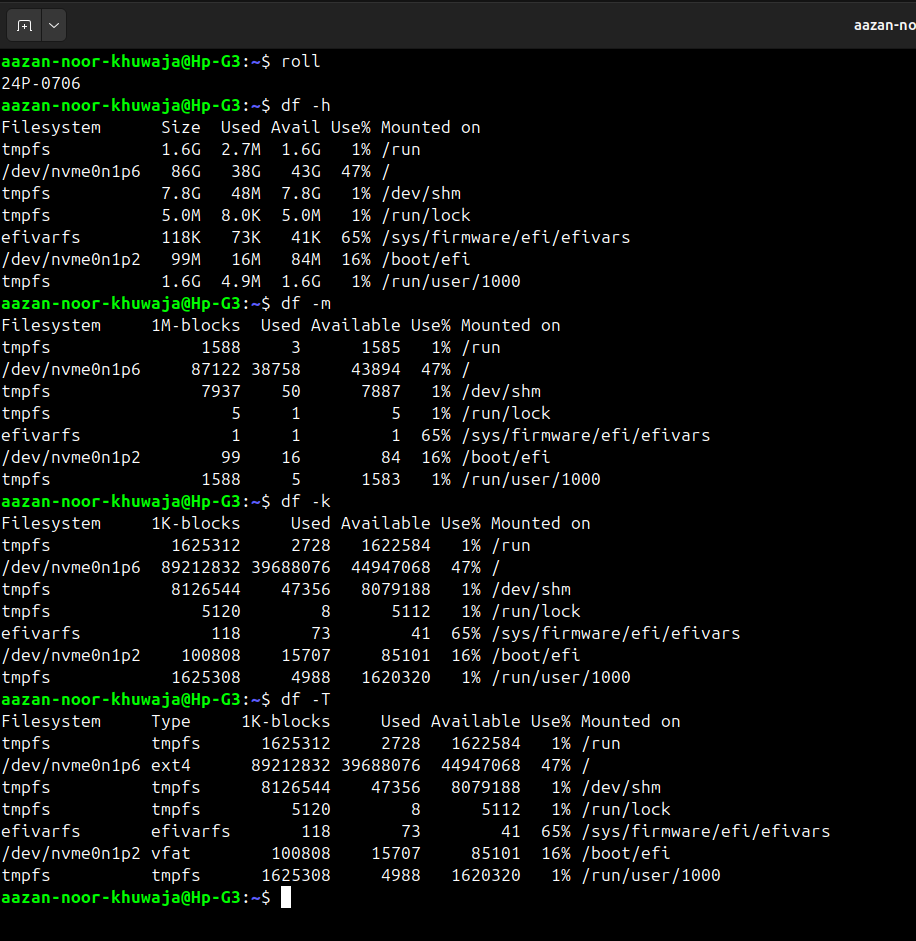 aazan-no
aazan-noor-khuwaja@Hp-G3:~$ roll
24P-0706
aazan-noor-khuwaja@Hp-G3:~$ df -h
Filesystem      Size  Used Avail Use% Mounted on
tmpfs           1.6G  2.7M  1.6G   1% /run
/dev/nvme0n1p6   86G   38G   43G  47% /
tmpfs           7.8G   48M  7.8G   1% /dev/shm
tmpfs           5.0M  8.0K  5.0M   1% /run/lock
efivarfs        118K   73K   41K  65% /sys/firmware/efi/efivars
/dev/nvme0n1p2   99M   16M   84M  16% /boot/efi
tmpfs           1.6G  4.9M  1.6G   1% /run/user/1000
aazan-noor-khuwaja@Hp-G3:~$ df -m
Filesystem     1M-blocks  Used Available Use% Mounted on
tmpfs               1588     3      1585   1% /run
/dev/nvme0n1p6     87122 38758     43894  47% /
tmpfs               7937    50      7887   1% /dev/shm
tmpfs                  5     1         5   1% /run/lock
efivarfs               1     1         1  65% /sys/firmware/efi/efivars
/dev/nvme0n1p2        99    16        84  16% /boot/efi
tmpfs               1588     5      1583   1% /run/user/1000
aazan-noor-khuwaja@Hp-G3:~$ df -k
Filesystem     1K-blocks     Used Available Use% Mounted on
tmpfs            1625312     2728   1622584   1% /run
/dev/nvme0n1p6  89212832 39688076  44947068  47% /
tmpfs            8126544    47356   8079188   1% /dev/shm
tmpfs               5120        8      5112   1% /run/lock
efivarfs             118       73        41  65% /sys/firmware/efi/efivars
/dev/nvme0n1p2    100808    15707     85101  16% /boot/efi
tmpfs            1625308     4988   1620320   1% /run/user/1000
aazan-noor-khuwaja@Hp-G3:~$ df -T
Filesystem     Type     1K-blocks     Used Available Use% Mounted on
tmpfs          tmpfs      1625312     2728   1622584   1% /run
/dev/nvme0n1p6 ext4      89212832 39688076  44947068  47% /
tmpfs          tmpfs      8126544    47356   8079188   1% /dev/shm
tmpfs          tmpfs         5120        8      5112   1% /run/lock
efivarfs       efivarfs       118       73        41  65% /sys/firmware/efi/efivars
/dev/nvme0n1p2 vfat        100808    15707     85101  16% /boot/efi
tmpfs          tmpfs      1625308     4988   1620320   1% /run/user/1000
aazan-noor-khuwaja@Hp-G3:~$